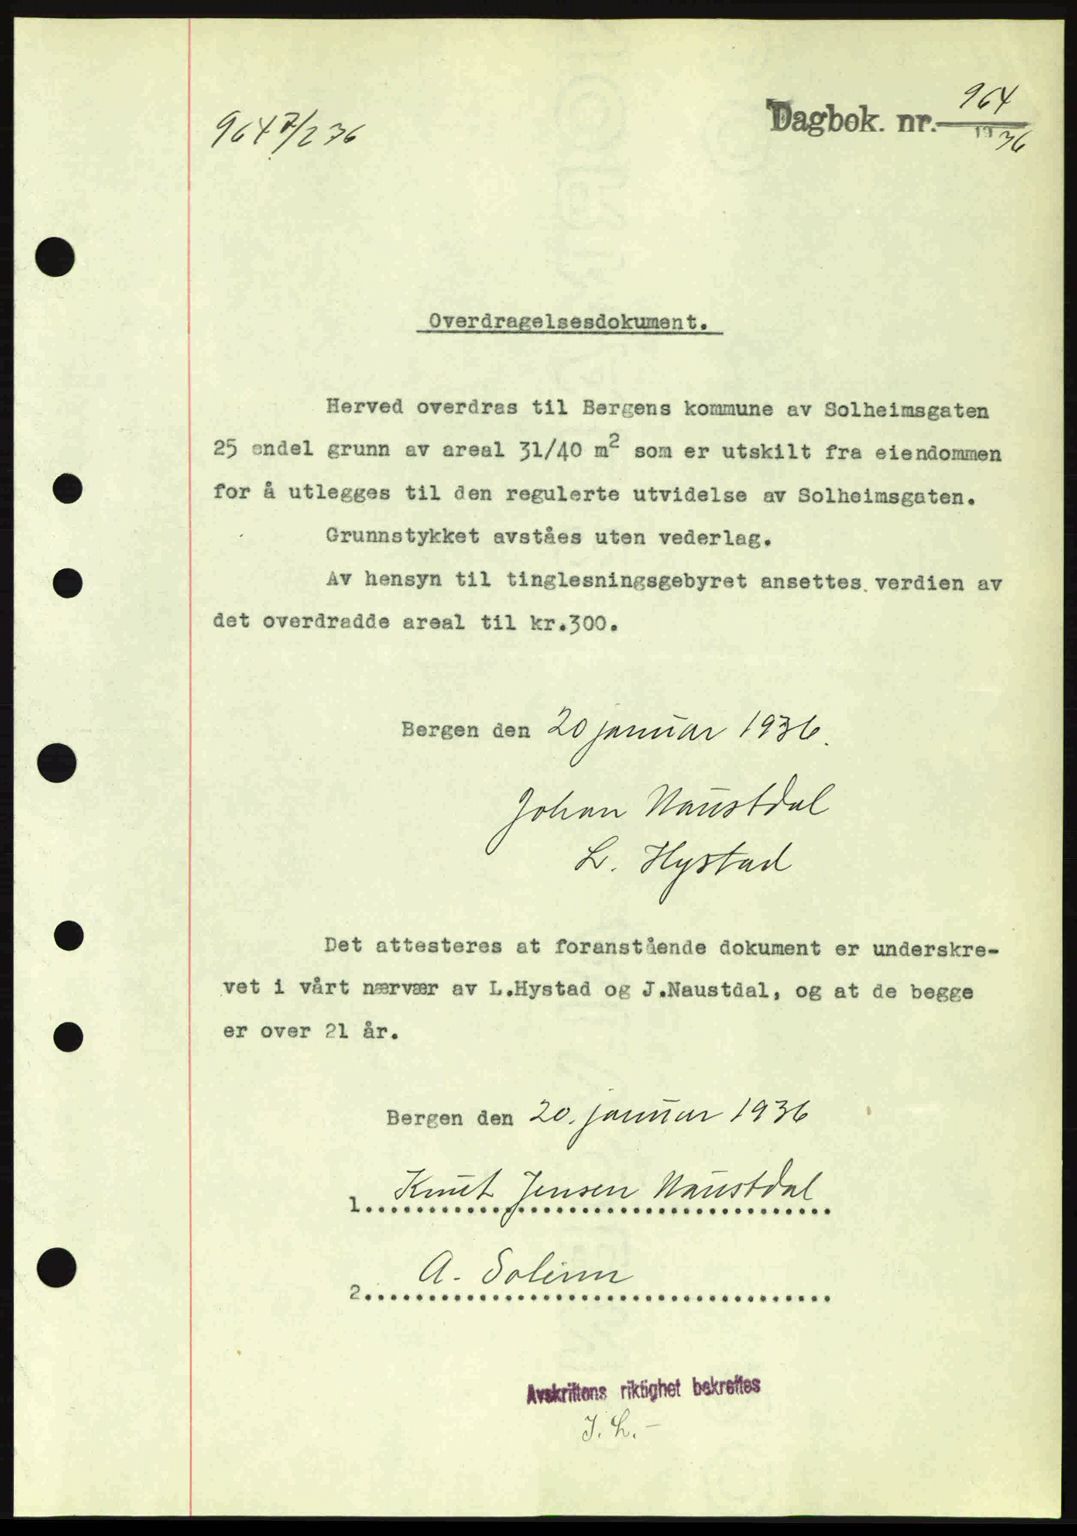 964 7/2 36
Dagbok. nr. 964
19 36
Overdragelsesdokument.
Herved overdras til Bergens kommune av Solheimsgaten
25 endel grunn av areal 31/40 m2 som er utskilt fra eiendommen
for å utlegges til den regulerte utvidelse av Solheimsgaten.
Grunnstykket avståes uten vederlag.
Av hensyn til tinglesningsgebyret ansettes verdien av
det overdradde areal til kr.300.
Bergen den 20 januar 1936.
Johan Naustdal
L. Hystad
Det attesteres at foranstående dokument er underskre-
vet i vårt nærvær av L.Hystad og J.Naustdal, og at de begge
er over 21 år.
Bergen den 20. januar 1936
1. Knut Jensen Naustdal
2. A. Solinn
Avskriftens riktighet bekreftes
J. L. -